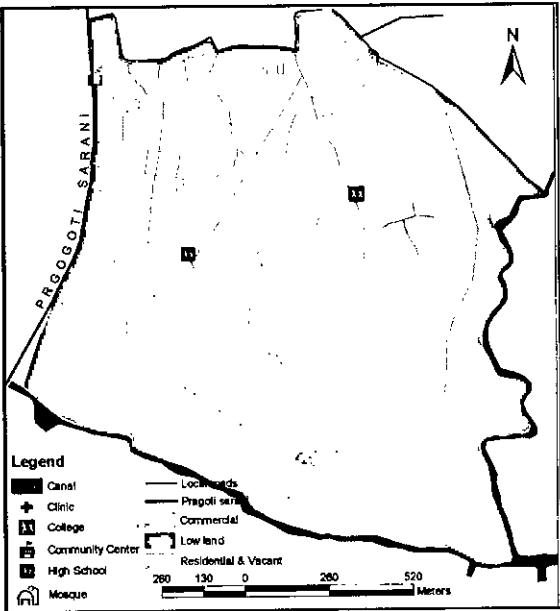 N
PRGOGOTI SARANI
Legend
Canal
Clinic
College
Community Center
High School
Mosque
Local roads
Pragoti sarani
Commercial
Low land
Residential & Vacant
260 130 0 260 520
Meters